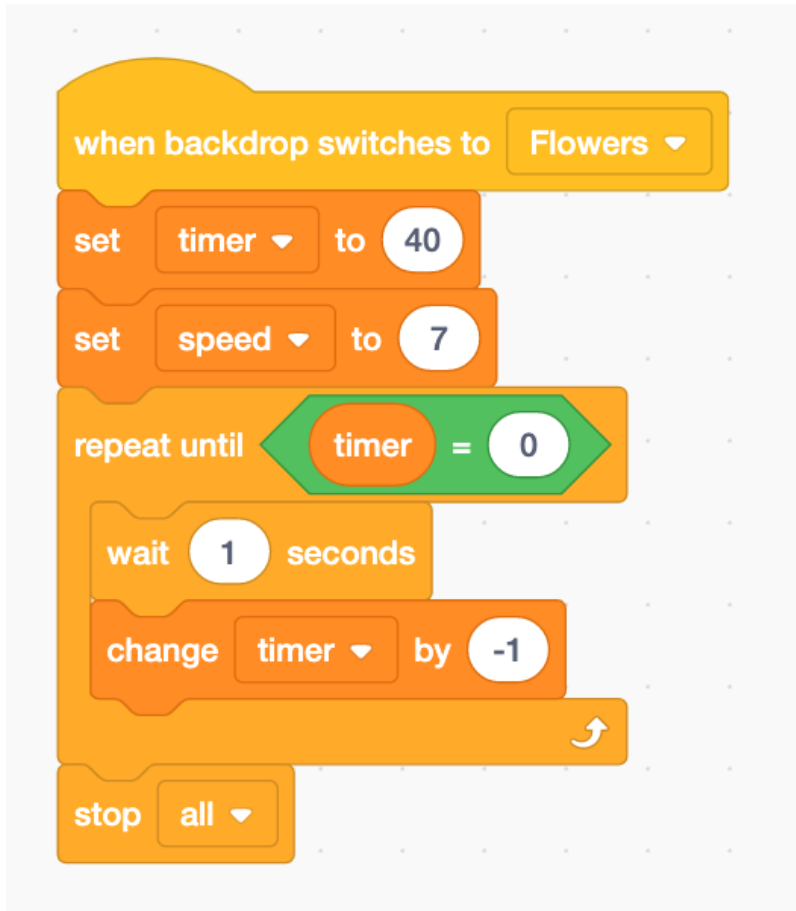 when backdrop switches to Flowers
set timer to 40
set speed to 7
repeat until timer = 0
wait 1 seconds
change timer by -1
stop all